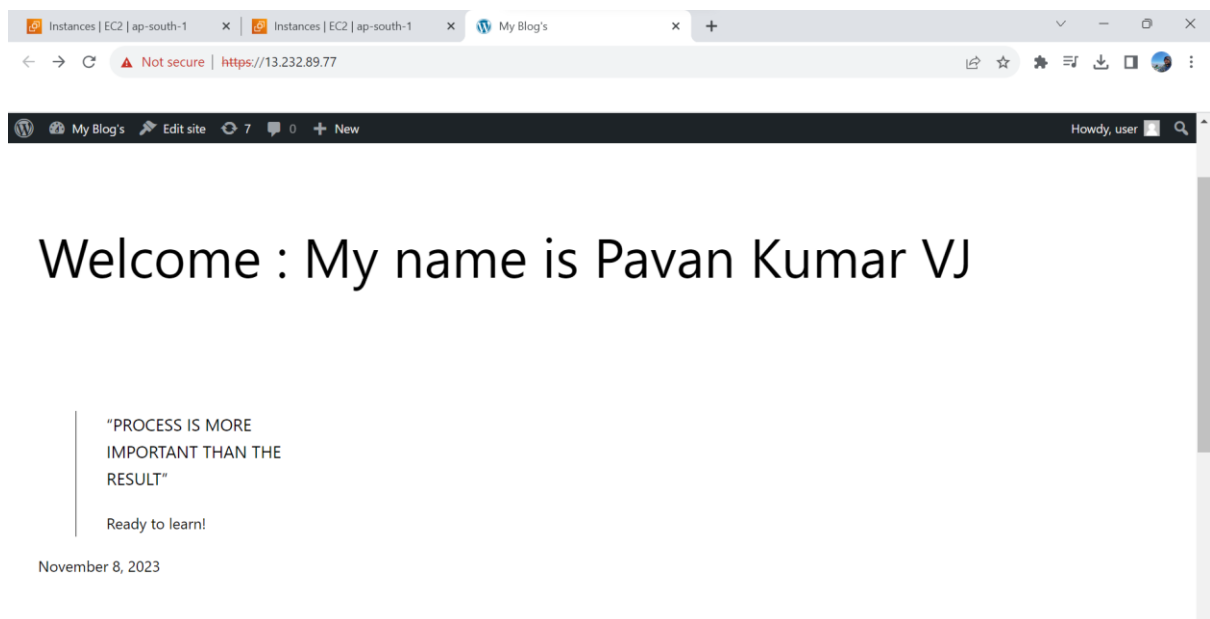 Instances | EC2 | ap-south-1 Instances | EC2 | ap-south-1 My Blog's
Not secure | https://13.232.89.77
My Blog's Edit site 7 0 New Howdy, user
Welcome : My name is Pavan Kumar VJ
“PROCESS IS MORE
IMPORTANT THAN THE
RESULT”
Ready to learn!
November 8, 2023